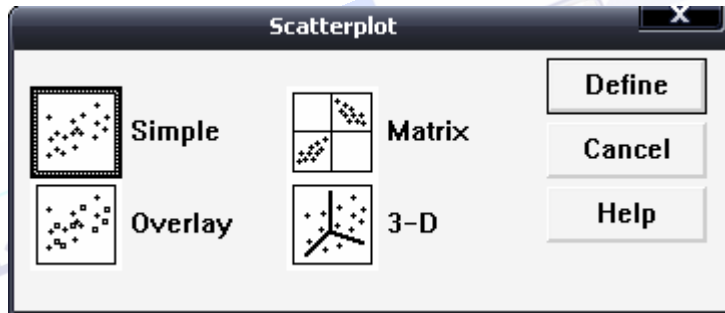 Scatterplot
X
Simple
Matrix
Define
Cancel
Overlay
3-D
Help